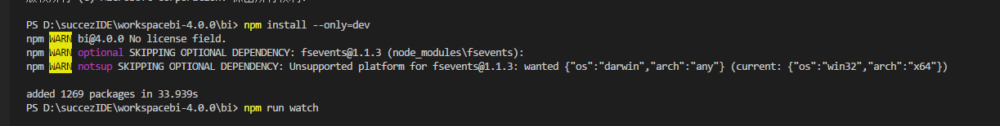 PS D:\succezIDE\workspacebi-4.0.0\bi> npm install --only=dev
npm WARN bi@4.0.0 No license field.
npm WARN optional SKIPPING OPTIONAL DEPENDENCY: fsevents@1.1.3 (node_modules\fsevents):
npm WARN notsup SKIPPING OPTIONAL DEPENDENCY: Unsupported platform for fsevents@1.1.3: wanted {"os":"darwin","arch":"any"} (current: {"os":"win32","arch":"x64"})
added 1269 packages in 33.939s
PS D:\succezIDE\workspacebi-4.0.0\bi> npm run watch